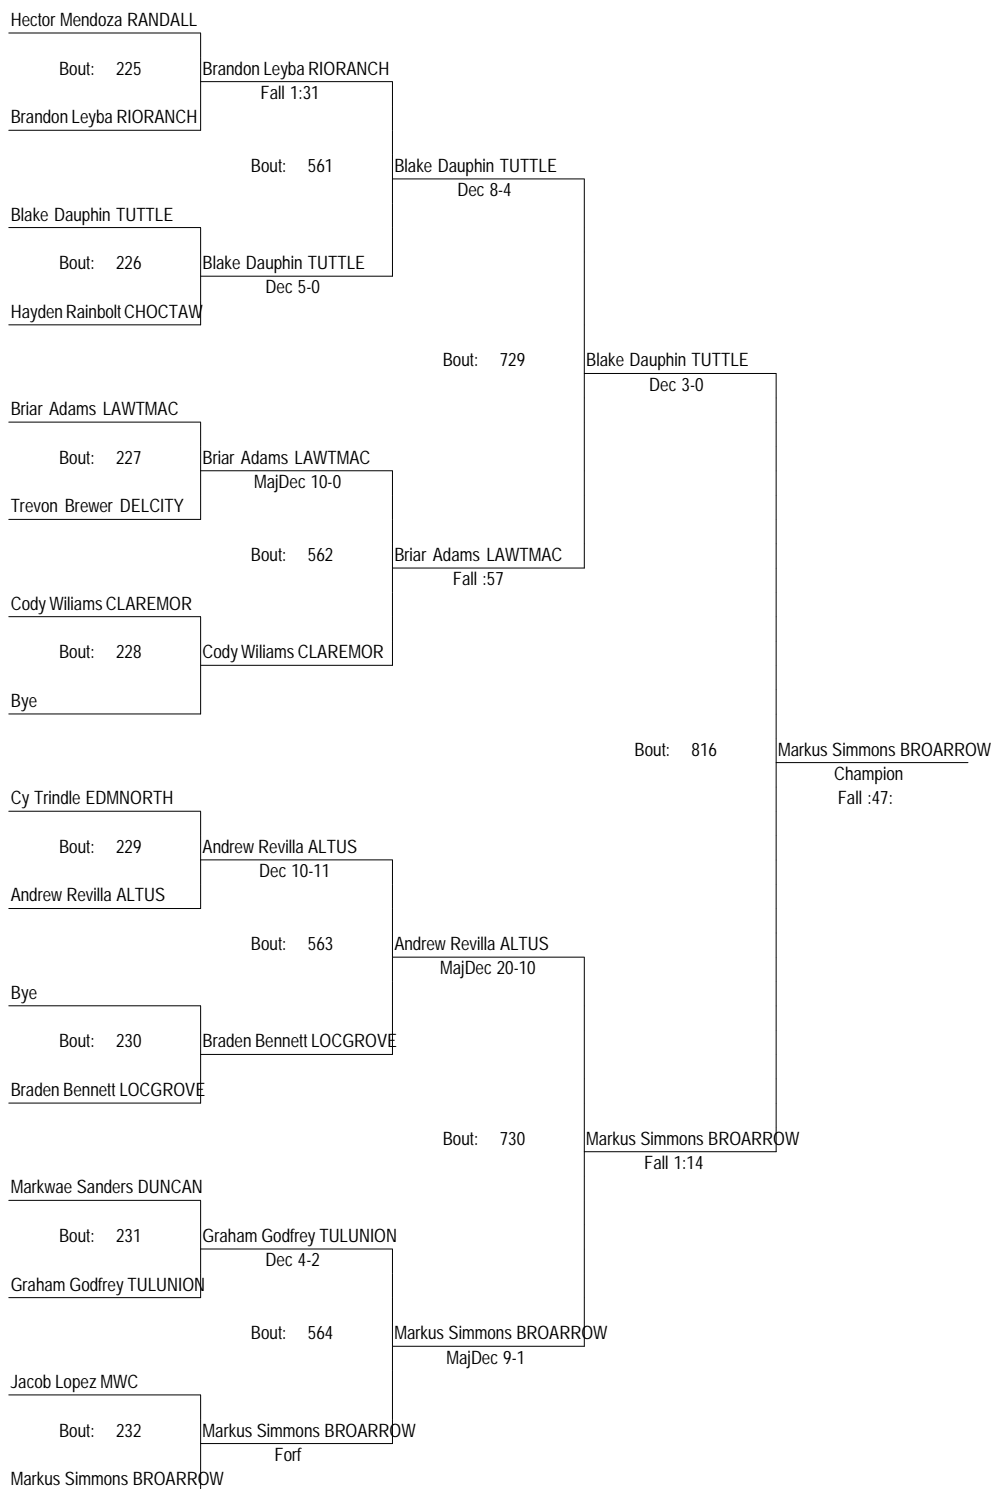 Hector Mendoza RANDALL
Bout: 225
Brandon Leyba RIORANCH
Fall 1:31
Brandon Leyba RIORANCH
Bout: 561
Blake Dauphin TUTTLE
Dec 8-4
Blake Dauphin TUTTLE
Bout: 226
Blake Dauphin TUTTLE
Dec 5-0
Hayden Rainbolt CHOCTAW
Bout: 729
Blake Dauphin TUTTLE
Dec 3-0
Briar Adams LAWTMAC
Bout: 227
Briar Adams LAWTMAC
MajDec 10-0
Trevon Brewer DELCITY
Bout: 562
Briar Adams LAWTMAC
Fall :57
Cody Wiliams CLAREMOR
Bout: 228
Cody Wiliams CLAREMOR
Bye
Bout: 816
Markus Simmons BROARROW
Champion
Fall :47:
Cy Trindle EDMNORTH
Bout: 229
Andrew Revilla ALTUS
Dec 10-11
Andrew Revilla ALTUS
Bout: 563
Andrew Revilla ALTUS
MajDec 20-10
Bye
Bout: 230
Braden Bennett LOCGROVE
Braden Bennett LOCGROVE
Bout: 730
Markus Simmons BROARROW
Fall 1:14
Markwae Sanders DUNCAN
Bout: 231
Graham Godfrey TULUNION
Dec 4-2
Graham Godfrey TULUNION
Bout: 564
Markus Simmons BROARROW
MajDec 9-1
Jacob Lopez MWC
Bout: 232
Markus Simmons BROARROW
Forf
Markus Simmons BROARROW